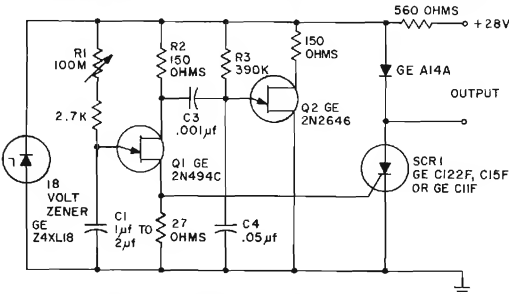 560 OHMS
+28V
R1
100M
R2
150
OHMS
R3
390K
150
OHMS
GE A14A
OUTPUT
2.7K
C3
.001µf
Q2 GE
2N2646
Q1 GE
2N494C
SCR1
GE C122F, C15F
OR GE C11F
18
VOLT
ZENER
GE
Z4XL18
C1
1µf TO
2µf
27
OHMS
C4
.05µf